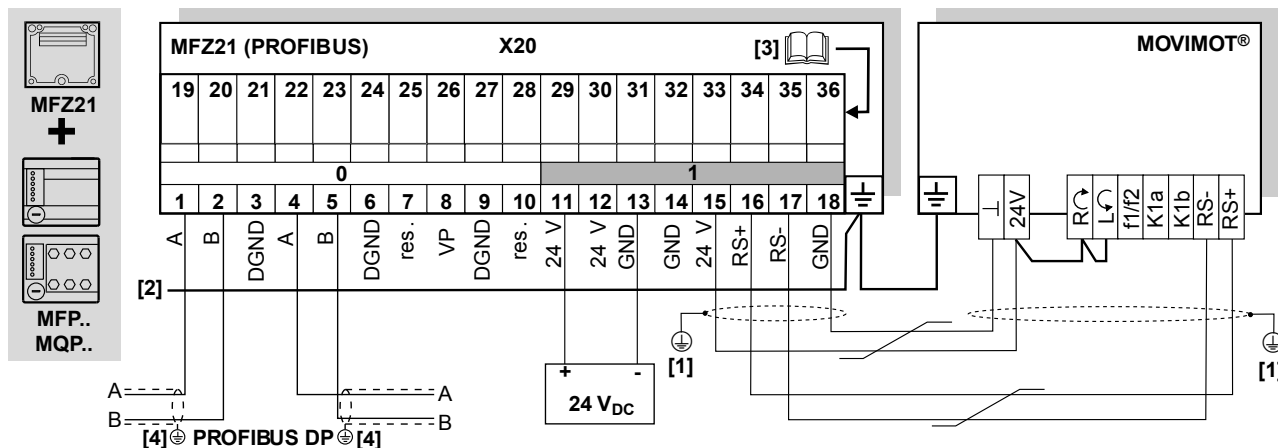 MFZ21 (PROFIBUS) X20 [3] MOVIMOT®
MFZ21
+
MFP..
MQP..
19 20 21 22 23 24 25 26 27 28 29 30 31 32 33 34 35 36
0 1
1 2 3 4 5 6 7 8 9 10 11 12 13 14 15 16 17 18
A B DGND A B DGND res. VP DGND res. 24 V 24 V GND GND 24 V RS+ RS- GND
⊥ 24V R L f1/f2 K1a K1b RS- RS+
[2]
[1] [1]
+ -
24 VDC
A A
B B
[4] PROFIBUS DP [4]